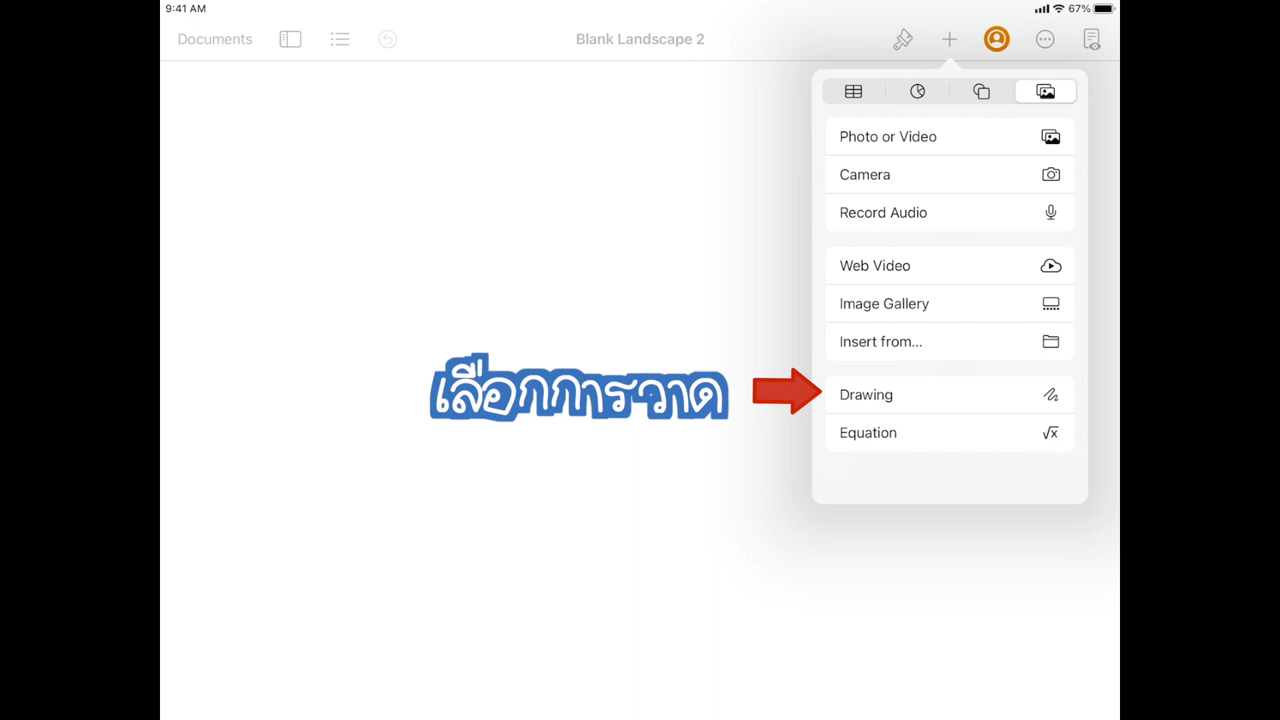 9:41 AM
67%
Documents
Blank Landscape 2
Photo or Video
Camera
Record Audio
Web Video
Image Gallery
Insert from...
เลือกการวาด
Drawing
Equation